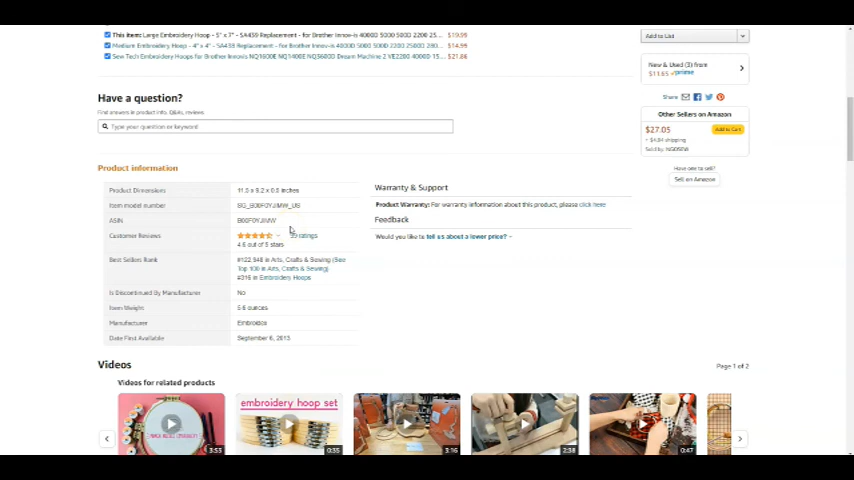 This item: Large Embroidery Hoop - 5" x 7" - SA439 Replacement - for Brother Innov-is 4000D 5000 500D 2200 25... $19.99
Medium Embroidery Hoop - 4" x 4" - SA438 Replacement - for Brother Innov-is 4000D 5000 500D 2200 2500D 280... $14.99
Sew Tech Embroidery Hoops for Brother Innovis NQ1600E NQ1400E NQ3600D Dream Machine 2 VE2200 4000D 15... $21.86
Add to List
New & Used (3) from
$11.65 prime
Share
Have a question?
Find answers in product info, Q&As, reviews
Type your question or keyword
Other Sellers on Amazon
$27.05
Add to Cart
+ $4.84 shipping
Sold by:
Have one to sell?
Sell on Amazon
Product information
Product Dimensions 11.5 x 9.2 x 0.5 inches
Item model number
ASIN
Customer Reviews ratings
4.6 out of 5 stars
Best Sellers Rank #122,548 in Arts, Crafts & Sewing (See
Top 100 in Arts, Crafts & Sewing)
#316 in Embroidery Hoops
Is Discontinued By Manufacturer No
Item Weight 5.6 ounces
Manufacturer Embroidex
Date First Available September 6, 2013
Warranty & Support
Product Warranty: For warranty information about this product, please click here
Feedback
Would you like to tell us about a lower price?
Videos
Page 1 of 2
Videos for related products
embroidery hoop set
3:53
0:35
3:16
2:38
0:47